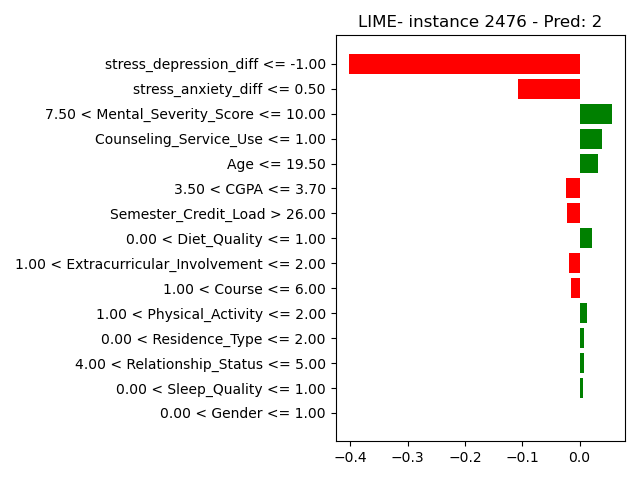 LIME- instance 2476 - Pred: 2
stress_depression_diff <= -1.00
stress_anxiety_diff <= 0.50
7.50 < Mental_Severity_Score <= 10.00
Counseling_Service_Use <= 1.00
Age <= 19.50
3.50 < CGPA <= 3.70
Semester_Credit_Load > 26.00
0.00 < Diet_Quality <= 1.00
1.00 < Extracurricular_Involvement <= 2.00
1.00 < Course <= 6.00
1.00 < Physical_Activity <= 2.00
0.00 < Residence_Type <= 2.00
4.00 < Relationship_Status <= 5.00
0.00 < Sleep_Quality <= 1.00
0.00 < Gender <= 1.00
−0.4 −0.3 −0.2 −0.1 0.0